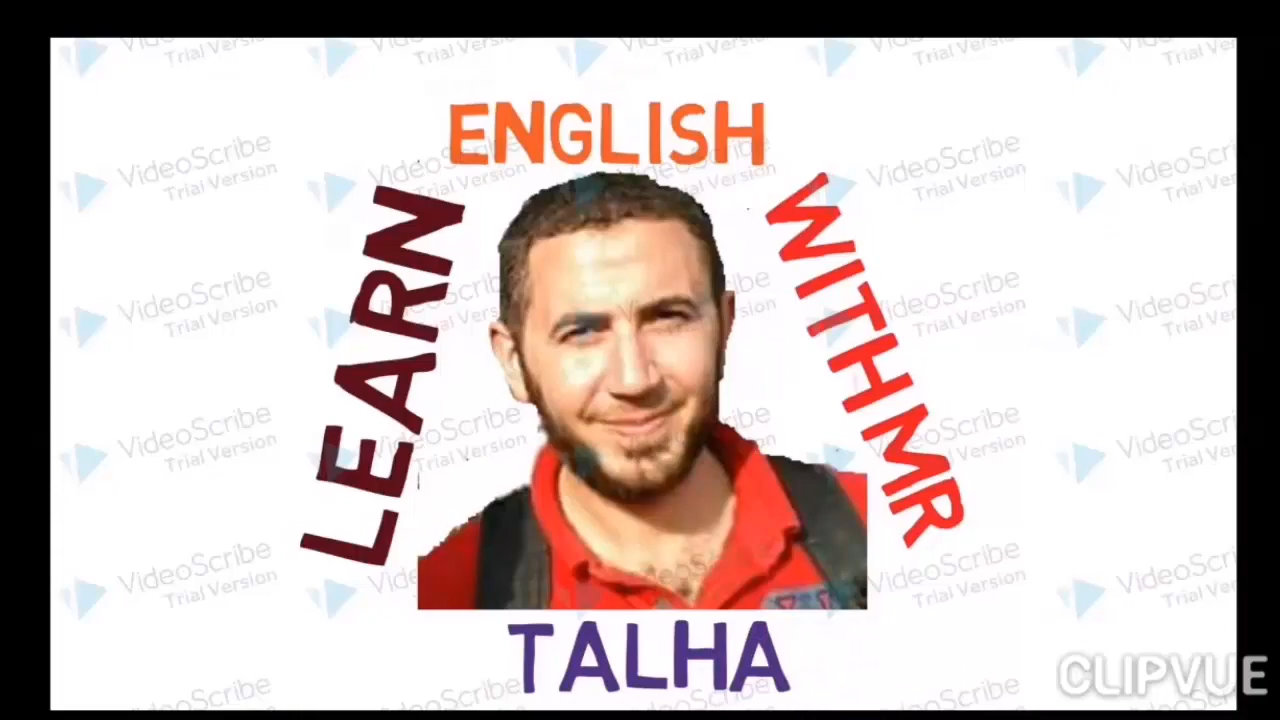 LEARN
ENGLISH
WITHMR
TALHA
VideoScribe
Trial Version
CLIPVUE